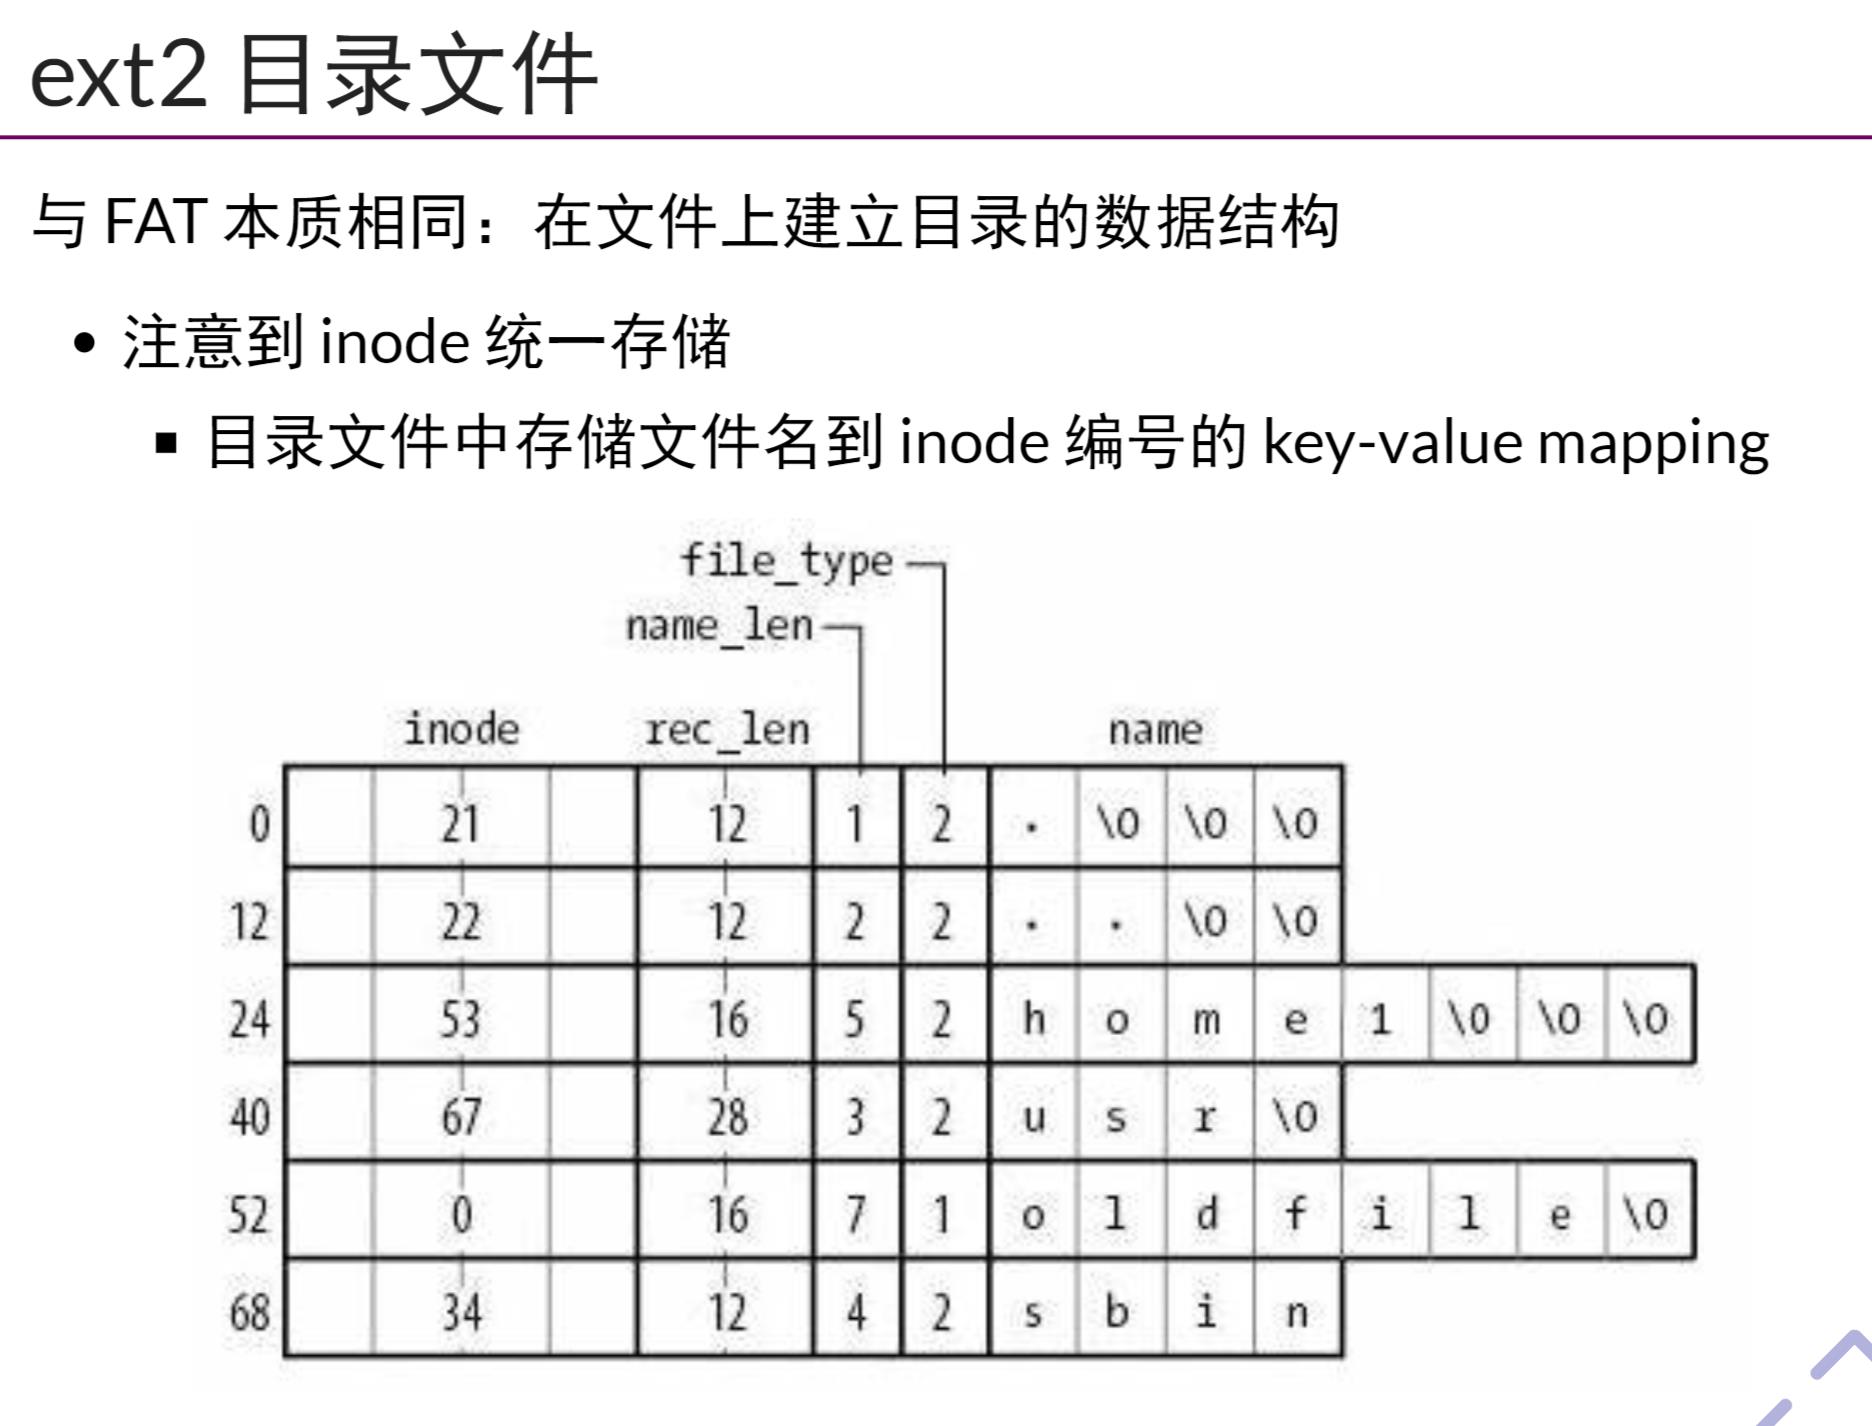 ext2 目录文件
与 FAT 本质相同：在文件上建立目录的数据结构
• 注意到 inode 统一存储
▪ 目录文件中存储文件名到 inode 编号的 key-value mapping
file_type
name_len
inode rec_len name
0 21 12 1 2 . \0 \0 \0
12 22 12 2 2 . . \0 \0
24 53 16 5 2 h o m e 1 \0 \0 \0
40 67 28 3 2 u s r \0
52 0 16 7 1 o l d f i l e \0
68 34 12 4 2 s b i n